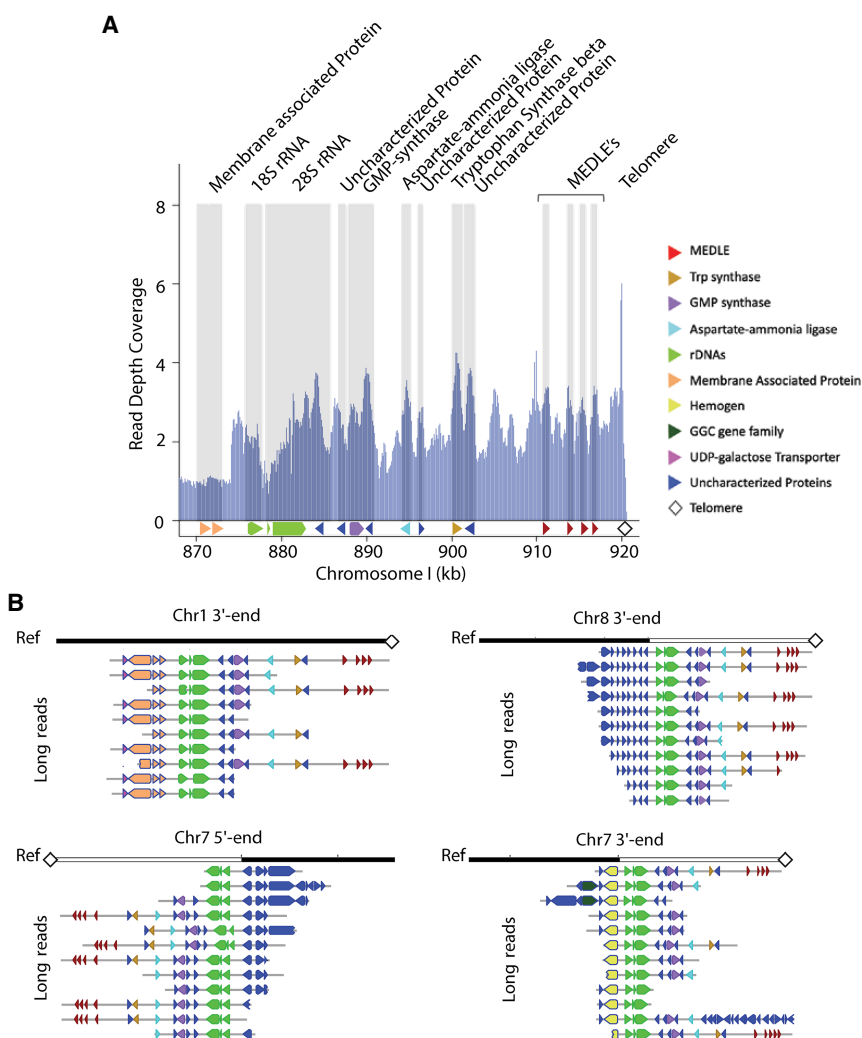 A
Membrane associated Protein
18S rRNA
28S rRNA
Uncharacterized Protein
GMP-synthase
Aspartate-ammonia ligase
Uncharacterized Protein
Tryptophan Synthase beta
Uncharacterized Protein
MEDLE's
Telomere
Read Depth Coverage
8
6
4
2
0
870
880
890
900
910
920
Chromosome I (kb)
MEDLE
Trp synthase
GMP synthase
Aspartate-ammonia ligase
rDNAs
Membrane Associated Protein
Hemogen
GGC gene family
UDP-galactose Transporter
Uncharacterized Proteins
Telomere
B
Chr1 3'-end
Ref
Long reads
Chr8 3'-end
Ref
Long reads
Chr7 5'-end
Ref
Long reads
Chr7 3'-end
Ref
Long reads